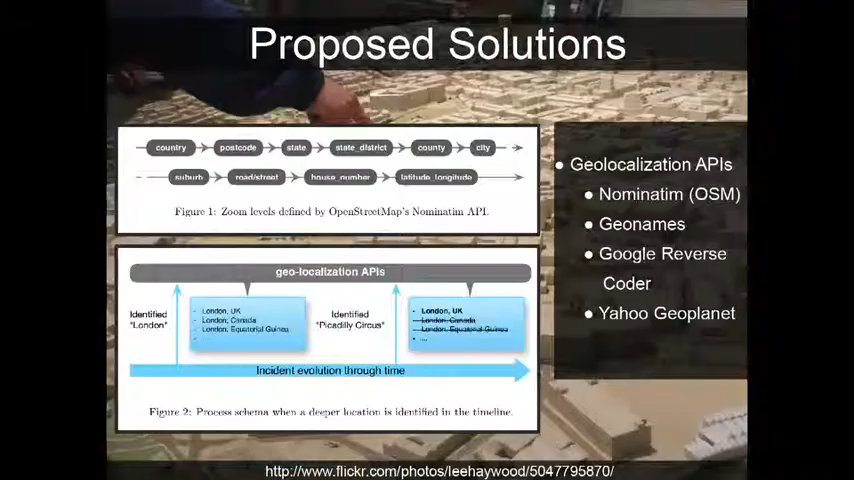 Proposed Solutions
country postcode state state_district county city
suburb road/street house_number latitude_longitude
Figure 1: Zoom levels defined by OpenStreetMap's Nominatim API.
geo-localization APIs
Identified
"London"
- London, UK
- London, Canada
- London, Equatorial Guinea
-
Identified
"Picadilly Circus"
• London, UK
• London, Canada
• London, Equatorial Guinea
• ...
Incident evolution through time
Figure 2: Process schema when a deeper location is identified in the timeline.
• Geolocalization APIs
• Nominatim (OSM)
• Geonames
• Google Reverse
Coder
• Yahoo Geoplanet
http://www.flickr.com/photos/leehaywood/5047795870/